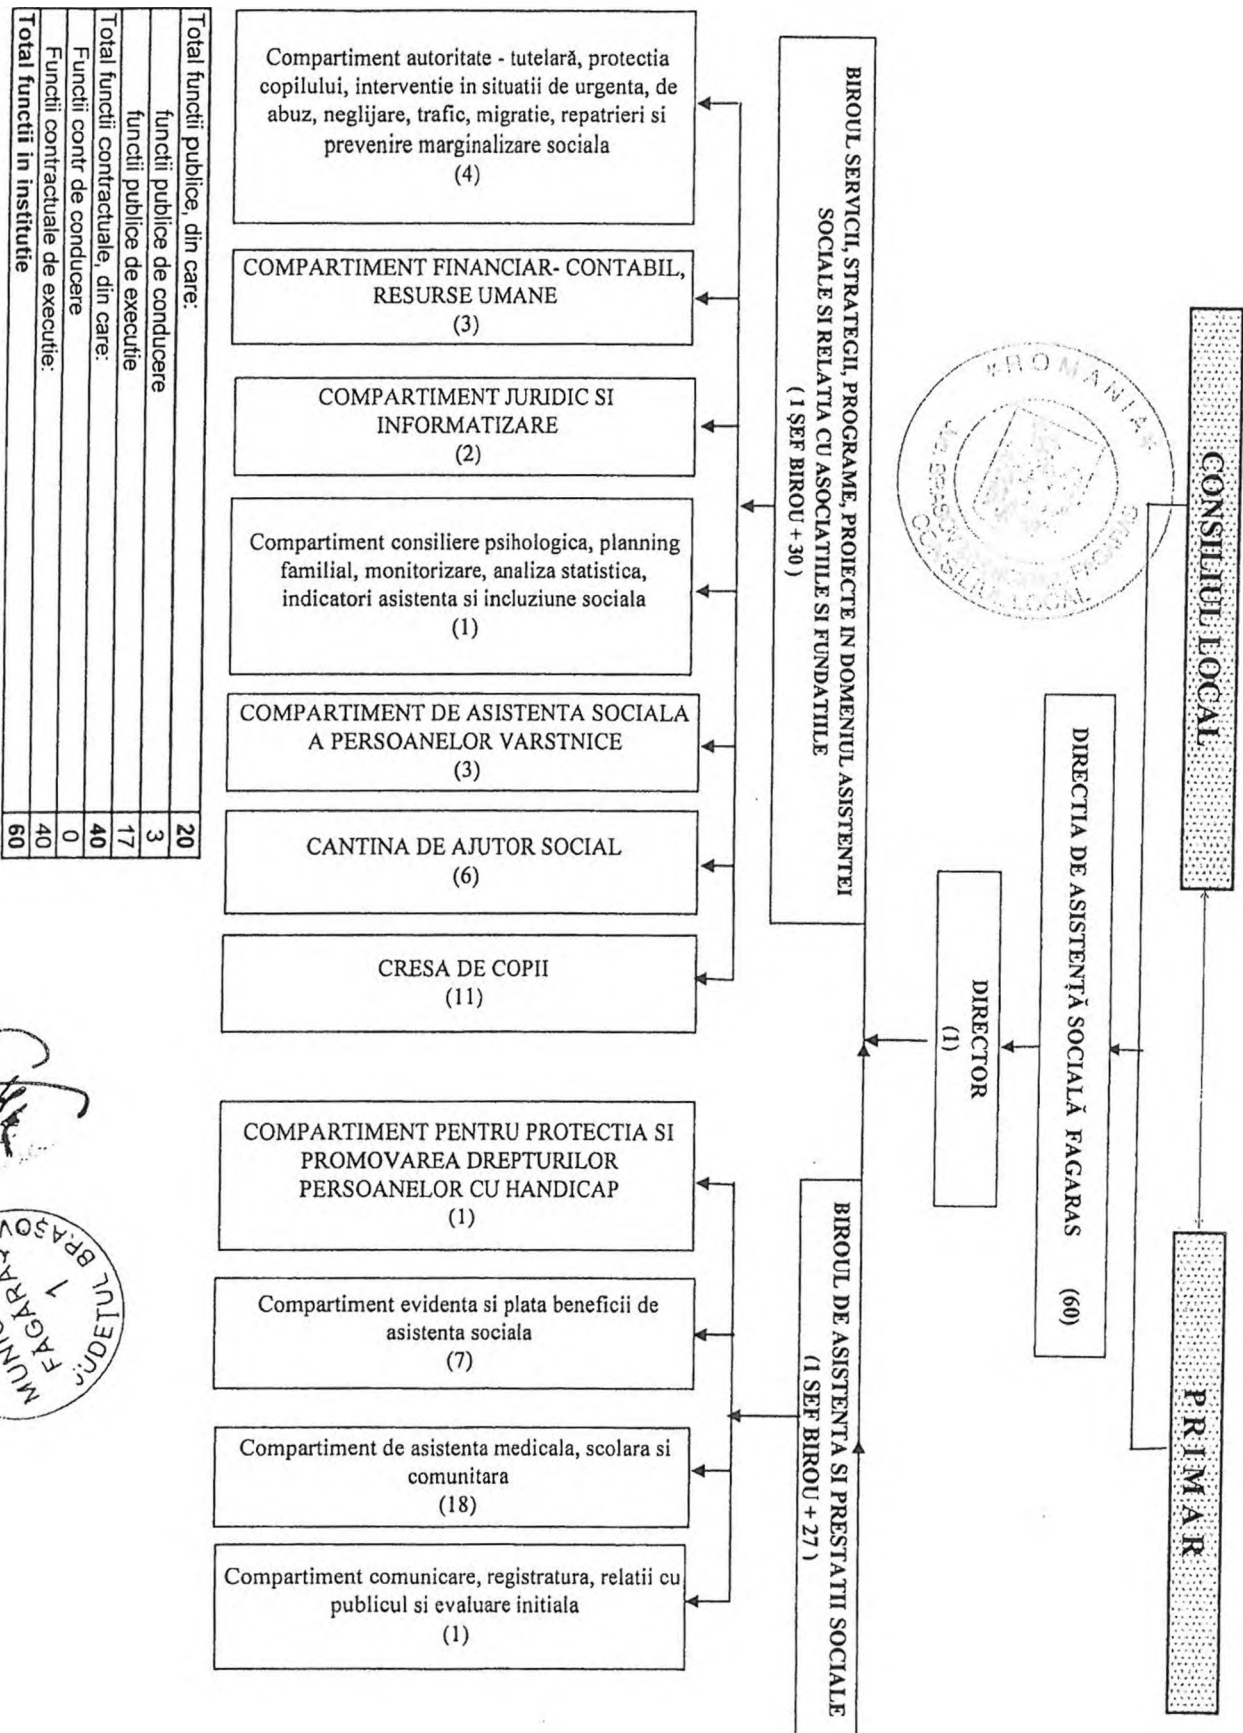 CONSILIUL LOCAL
P R I M A R
DIRECTIA DE ASISTENȚĂ SOCIALĂ FAGARAS (60)
DIRECTOR
(1)
BIROUL SERVICII, STRATEGII, PROGRAME, PROIECTE IN DOMENIUL ASISTENTEI
SOCIALE SI RELATIA CU ASOCIATIILE SI FUNDATIILE
( 1 ȘEF BIROU + 30 )
BIROUL DE ASISTENTA SI PRESTATII SOCIALE
(1 SEF BIROU + 27 )
Compartiment autoritate - tutelară, protectia
copilului, interventie in situatii de urgenta, de
abuz, neglijare, trafic, migratie, repatrieri si
prevenire marginalizare sociala
(4)
COMPARTIMENT FINANCIAR- CONTABIL,
RESURSE UMANE
(3)
COMPARTIMENT JURIDIC SI
INFORMATIZARE
(2)
Compartiment consiliere psihologica, planning
familial, monitorizare, analiza statistica,
indicatori asistenta si incluziune sociala
(1)
COMPARTIMENT DE ASISTENTA SOCIALA
A PERSOANELOR VARSTNICE
(3)
CANTINA DE AJUTOR SOCIAL
(6)
CRESA DE COPII
(11)
COMPARTIMENT PENTRU PROTECTIA SI
PROMOVAREA DREPTURILOR
PERSOANELOR CU HANDICAP
(1)
Compartiment evidenta si plata beneficii de
asistenta sociala
(7)
Compartiment de asistenta medicala, scolara si
comunitara
(18)
Compartiment comunicare, registratura, relatii cu
publicul si evaluare initiala
(1)
Total functii publice, din care: 20
functii publice de conducere 3
functii publice de executie 17
Total functii contractuale, din care: 40
Functii contr de conducere 0
Functii contractuale de executie: 40
Total functii in institutie 60
ROMANIA
CONSILIUL LOCAL
JUDEȚUL BRAȘOV
1